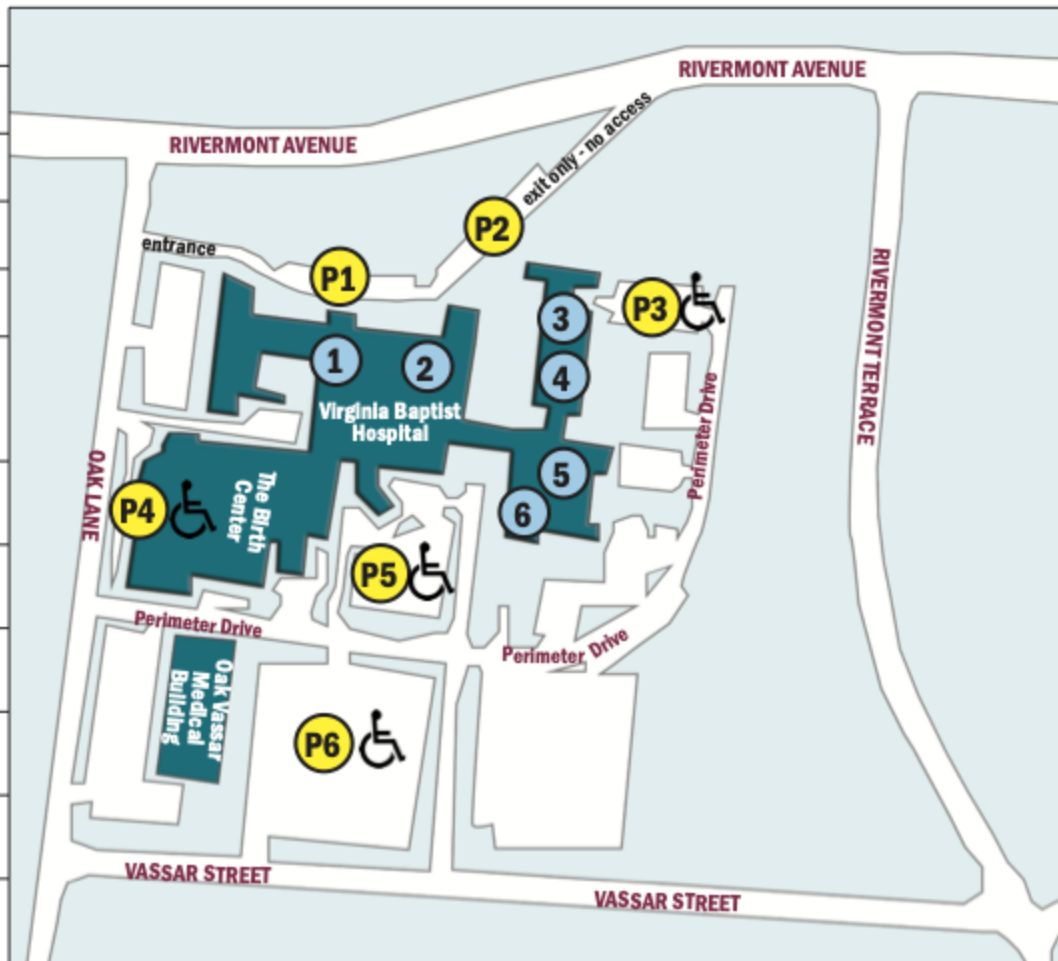 RIVERMONT AVENUE
RIVERMONT AVENUE
exit only - no access
P2
entrance
P1
P3
3
1
2
4
Virginia Baptist
Hospital
RIVERMONT TERRACE
Perimeter Drive
OAK LANE
P4
The Birth
Center
5
6
P5
Perimeter Drive
Perimeter Drive
Oak Vassar
Medical
Building
P6
VASSAR STREET
VASSAR STREET